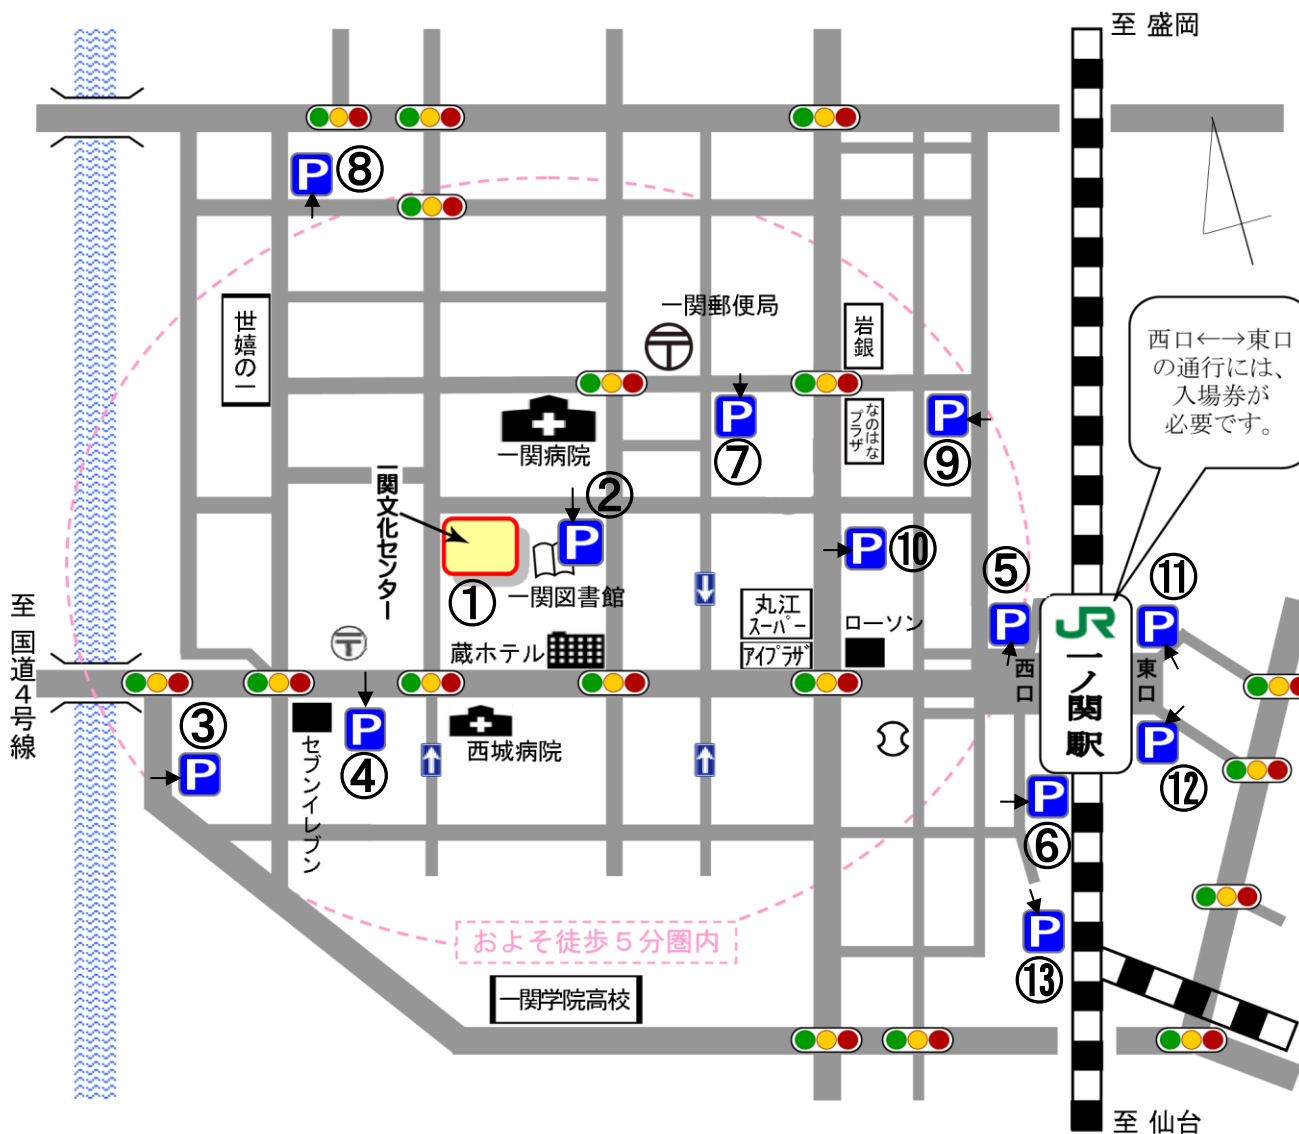 至 盛岡
P
⑧
一関郵便局
世嬉の一
岩銀
西口←→東口
の通行には、
入場券が
必要です。
なのはな
プラザ
P
⑦
P
⑨
一関病院
一関文化センター
②
P
①
一関図書館
P
⑩
⑤
P
⑪
P
丸江
スーパー
アイプラザ
ローソン
蔵ホテル
至 国道4号線
JR
一ノ関駅
西口
東口
③
P
セブンイレブン
P
④
西城病院
P
⑫
P
⑥
およそ徒歩5分圏内
P
⑬
一関学院高校
至 仙台